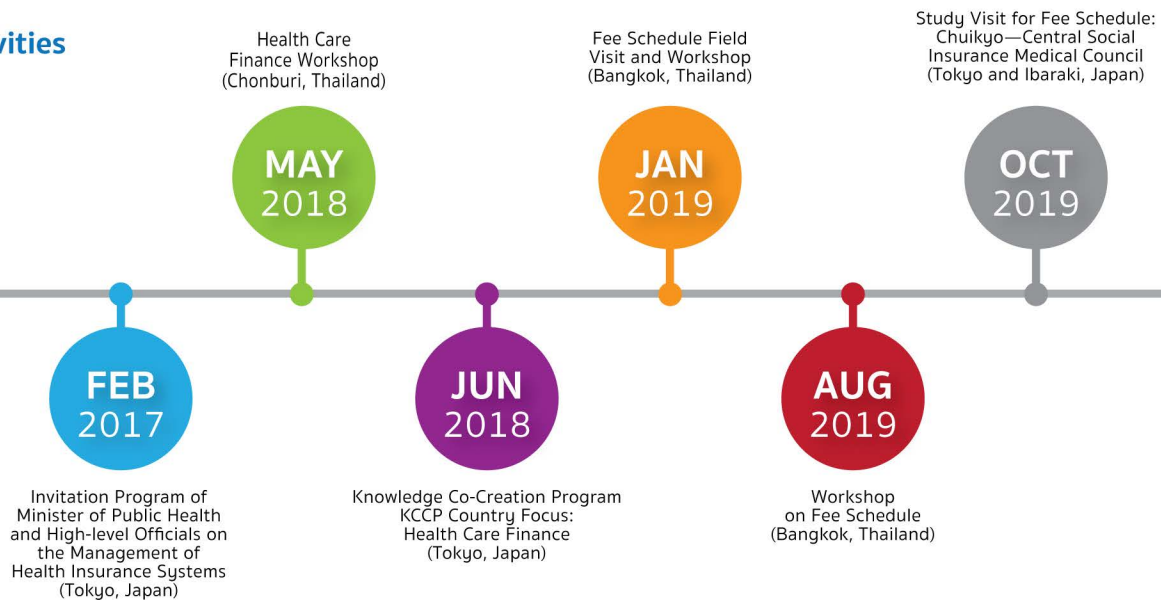 vities
Health Care
Finance Workshop
(Chonburi, Thailand)
Fee Schedule Field
Visit and Workshop
(Bangkok, Thailand)
Study Visit for Fee Schedule:
Chuikyo—Central Social
Insurance Medical Council
(Tokyo and Ibaraki, Japan)
MAY
2018
JAN
2019
OCT
2019
FEB
2017
JUN
2018
AUG
2019
Invitation Program of
Minister of Public Health
and High-level Officials on
the Management of
Health Insurance Systems
(Tokyo, Japan)
Knowledge Co-Creation Program
KCCP Country Focus:
Health Care Finance
(Tokyo, Japan)
Workshop
on Fee Schedule
(Bangkok, Thailand)